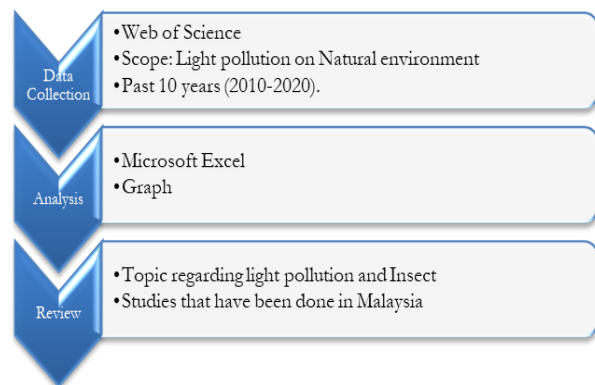 Data
Collection
•Web of Science
•Scope: Light pollution on Natural environment
•Past 10 years (2010-2020).
Analysis
•Microsoft Excel
•Graph
Review
•Topic regarding light pollution and Insect
•Studies that have been done in Malaysia